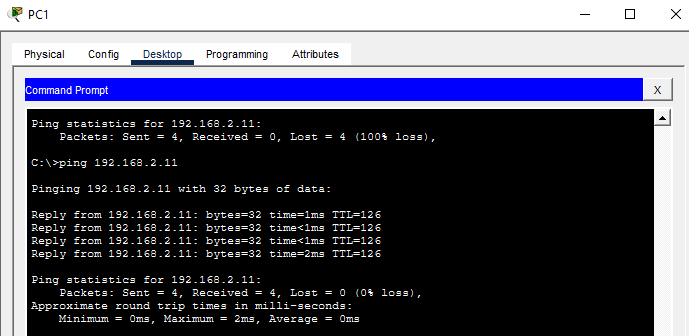 PC1
Physical Config Desktop Programming Attributes
Command Prompt X
Ping statistics for 192.168.2.11:
    Packets: Sent = 4, Received = 0, Lost = 4 (100% loss),
C:\>ping 192.168.2.11
Pinging 192.168.2.11 with 32 bytes of data:
Reply from 192.168.2.11: bytes=32 time=1ms TTL=126
Reply from 192.168.2.11: bytes=32 time<1ms TTL=126
Reply from 192.168.2.11: bytes=32 time<1ms TTL=126
Reply from 192.168.2.11: bytes=32 time=2ms TTL=126
Ping statistics for 192.168.2.11:
    Packets: Sent = 4, Received = 4, Lost = 0 (0% loss),
Approximate round trip times in milli-seconds:
    Minimum = 0ms, Maximum = 2ms, Average = 0ms